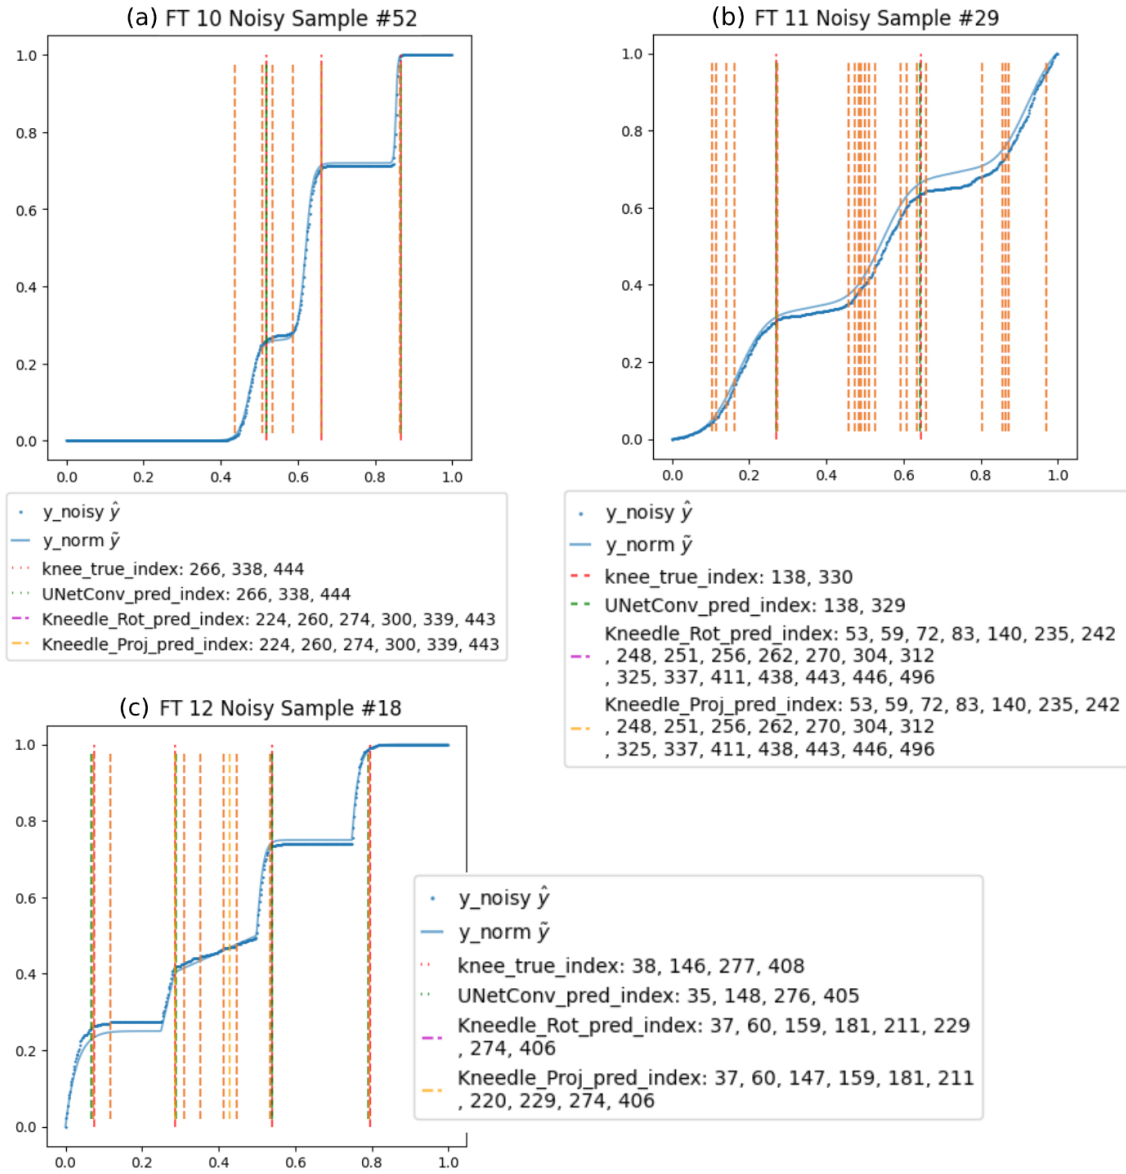 (a) FT 10 Noisy Sample #52
1.0
0.8
0.6
0.4
0.2
0.0
0.0 0.2 0.4 0.6 0.8 1.0
y_noisy ŷ
y_norm ỹ
knee_true_index: 266, 338, 444
UNetConv_pred_index: 266, 338, 444
Kneedle_Rot_pred_index: 224, 260, 274, 300, 339, 443
Kneedle_Proj_pred_index: 224, 260, 274, 300, 339, 443
(b) FT 11 Noisy Sample #29
1.0
0.8
0.6
0.4
0.2
0.0
0.0 0.2 0.4 0.6 0.8 1.0
y_noisy ŷ
y_norm ỹ
knee_true_index: 138, 330
UNetConv_pred_index: 138, 329
Kneedle_Rot_pred_index: 53, 59, 72, 83, 140, 235, 242
, 248, 251, 256, 262, 270, 304, 312
, 325, 337, 411, 438, 443, 446, 496
Kneedle_Proj_pred_index: 53, 59, 72, 83, 140, 235, 242
, 248, 251, 256, 262, 270, 304, 312
, 325, 337, 411, 438, 443, 446, 496
(c) FT 12 Noisy Sample #18
1.0
0.8
0.6
0.4
0.2
0.0
0.0 0.2 0.4 0.6 0.8 1.0
y_noisy ŷ
y_norm ỹ
knee_true_index: 38, 146, 277, 408
UNetConv_pred_index: 35, 148, 276, 405
Kneedle_Rot_pred_index: 37, 60, 159, 181, 211, 229
, 274, 406
Kneedle_Proj_pred_index: 37, 60, 147, 159, 181, 211
, 220, 229, 274, 406